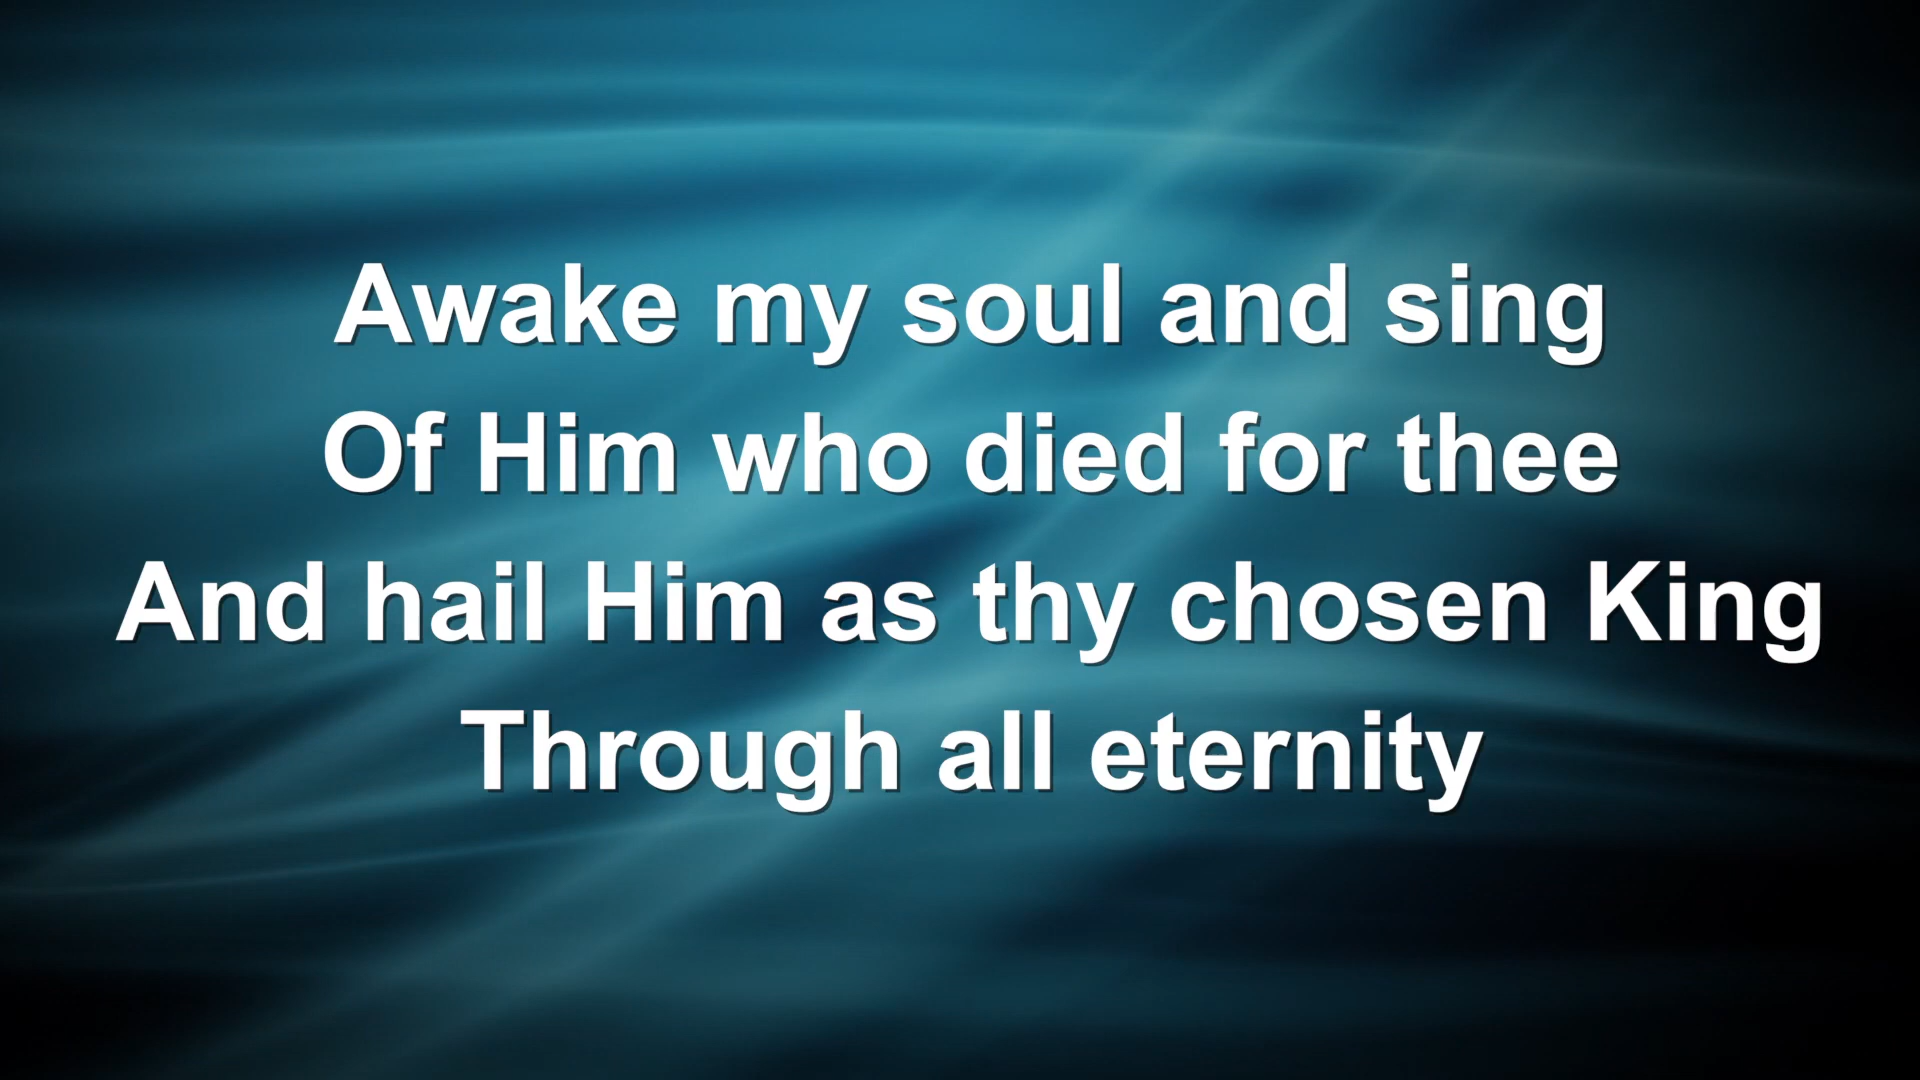 Awake my soul and sing
Of Him who died for thee
And hail Him as thy chosen King
Through all eternity